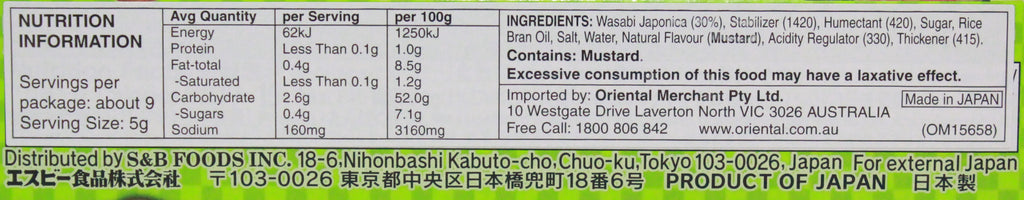 NUTRITION
INFORMATION
Servings per
package: about 9
Serving Size: 5g
Avg Quantity per Serving per 100g
Energy 62kJ 1250kJ
Protein Less Than 0.1g 1.0g
Fat-total 0.4g 8.5g
-Saturated Less Than 0.1g 1.2g
Carbohydrate 2.6g 52.0g
-Sugars 0.4g 7.1g
Sodium 160mg 3160mg
INGREDIENTS: Wasabi Japonica (30%), Stabilizer (1420), Humectant (420), Sugar, Rice
Bran Oil, Salt, Water, Natural Flavour (Mustard), Acidity Regulator (330), Thickener (415).
Contains: Mustard.
Excessive consumption of this food may have a laxative effect.
Imported by: Oriental Merchant Pty Ltd.
Made in JAPAN
10 Westgate Drive Laverton North VIC 3026 AUSTRALIA
Free Call: 1800 806 842 www.oriental.com.au (OM15658)
Distributed by S&B FOODS INC. 18-6,Nihonbashi Kabuto-cho,Chuo-ku,Tokyo 103-0026, Japan For external Japan
エスビー食品株式会社 〒103-0026 東京都中央区日本橋兜町18番6号 PRODUCT OF JAPAN 日本製